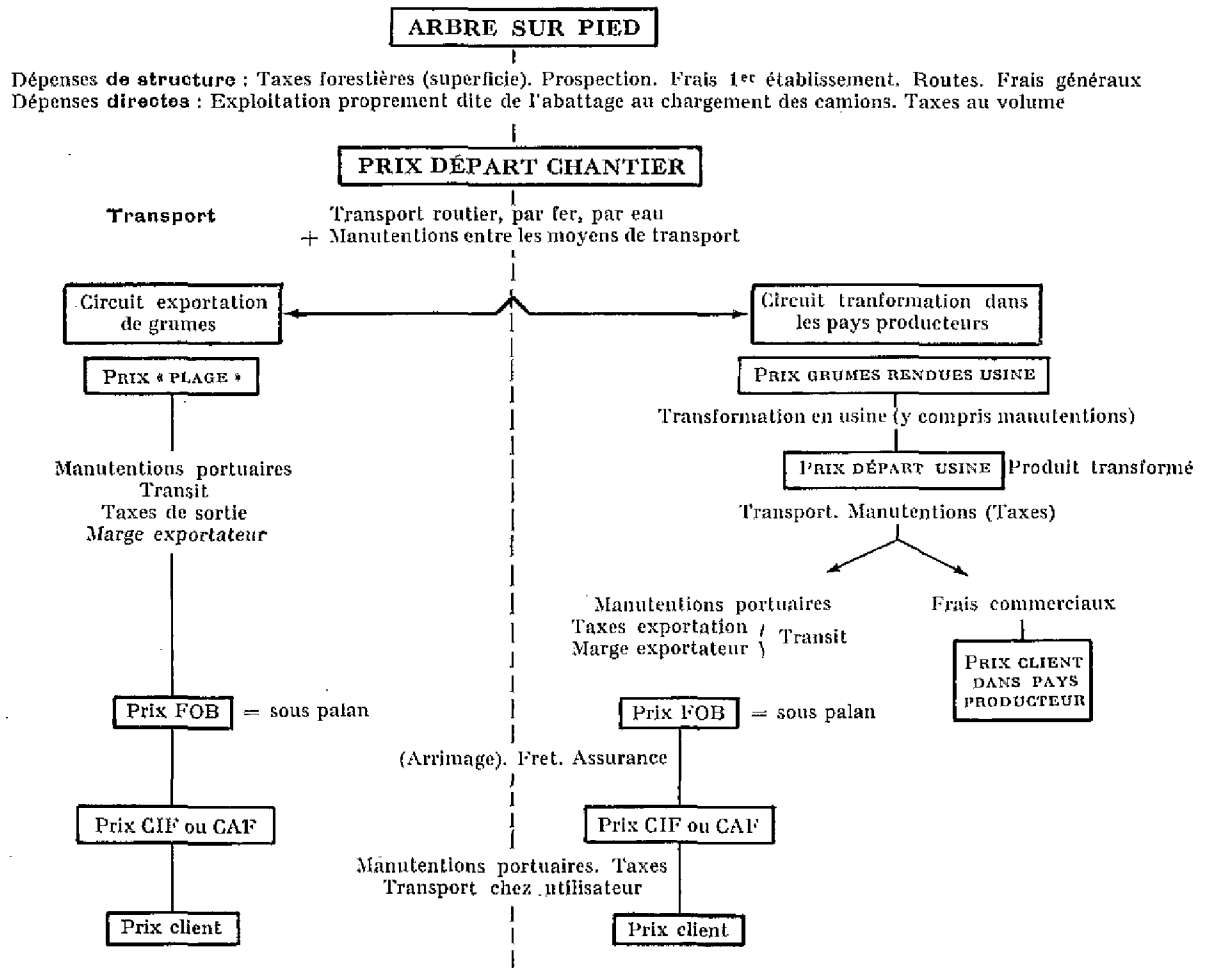 ARBRE SUR PIED
Dépenses de structure : Taxes forestières (superficie). Prospection. Frais 1er établissement. Routes. Frais généraux
Dépenses directes : Exploitation proprement dite de l'abattage au chargement des camions. Taxes au volume
PRIX DÉPART CHANTIER
Transport
Transport routier, par fer, par eau
+ Manutentions entre les moyens de transport
Circuit exportation
de grumes
Circuit tranformation dans
les pays producteurs
PRIX « PLAGE »
PRIX GRUMES RENDUES USINE
Transformation en usine (y compris manutentions)
PRIX DÉPART USINE Produit transformé
Manutentions portuaires
Transit
Taxes de sortie
Marge exportateur
Transport. Manutentions (Taxes)
Manutentions portuaires
Taxes exportation
Marge exportateur
Transit
Frais commerciaux
PRIX CLIENT
DANS PAYS
PRODUCTEUR
Prix FOB = sous palan
Prix FOB = sous palan
(Arrimage). Fret. Assurance
Prix CIF ou CAF
Prix CIF ou CAF
Manutentions portuaires. Taxes
Transport chez utilisateur
Prix client
Prix client